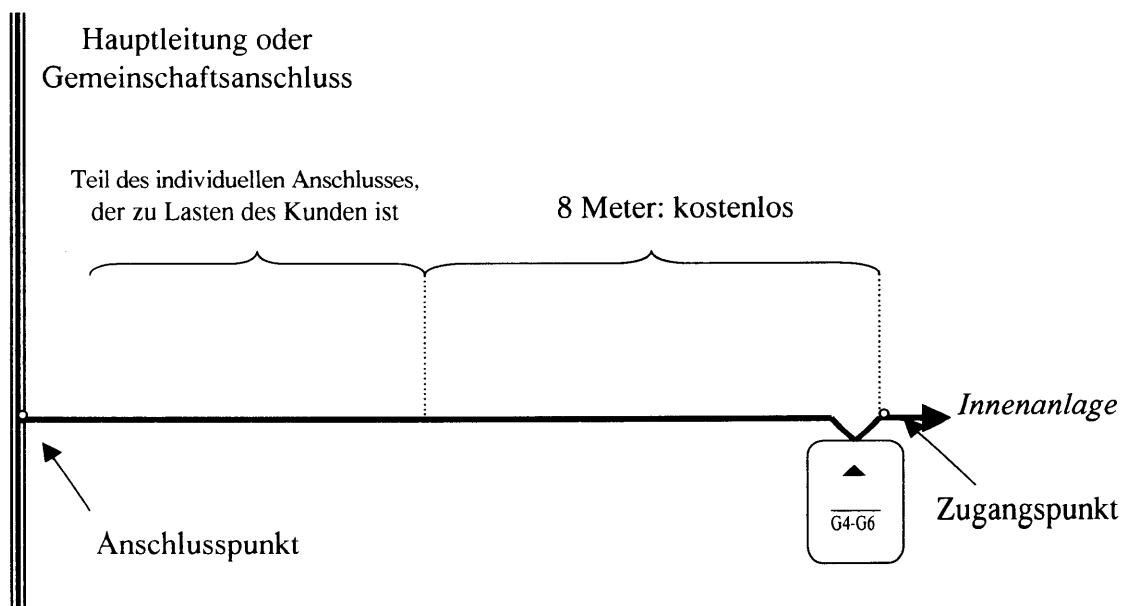 Hauptleitung oder
Gemeinschaftsanschluss
Teil des individuellen Anschlusses,
der zu Lasten des Kunden ist
8 Meter: kostenlos
Innenanlage
G4-G6
Zugangspunkt
Anschlusspunkt